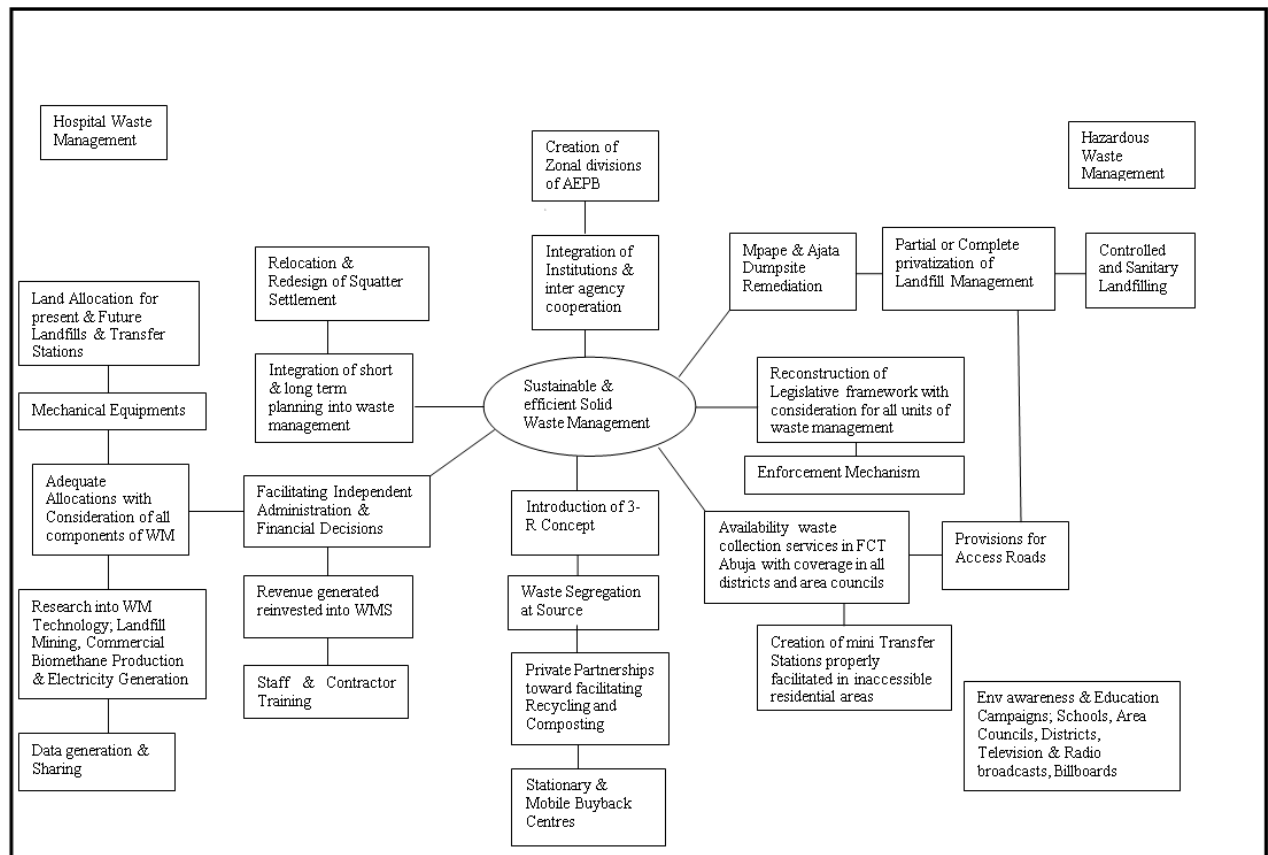 Hospital Waste
Management
Hazardous
Waste
Management
Creation of
Zonal divisions
of AEPB
Integration of
Institutions &
inter agency
cooperation
Relocation &
Redesign of Squatter
Settlement
Integration of short
& long term
planning into waste
management
Mpape & Ajata
Dumpsite
Remediation
Partial or Complete
privatization of
Landfill Management
Controlled
and Sanitary
Landfilling
Land Allocation for
present & Future
Landfills & Transfer
Stations
Mechanical Equipments
Adequate
Allocations with
Consideration of all
components of WM
Research into WM
Technology; Landfill
Mining, Commercial
Biomethane Production
& Electricity Generation
Data generation &
Sharing
Facilitating Independent
Administration &
Financial Decisions
Revenue generated
reinvested into WMS
Staff & Contractor
Training
Sustainable &
efficient Solid
Waste Management
Introduction of 3-
R Concept
Waste Segregation
at Source
Private Partnerships
toward facilitating
Recycling and
Composting
Stationary &
Mobile Buyback
Centres
Reconstruction of
Legislative framework with
consideration for all units of
waste management
Enforcement Mechanism
Availability waste
collection services in FCT
Abuja with coverage in all
districts and area councils
Provisions for
Access Roads
Creation of mini Transfer
Stations properly
facilitated in inaccessible
residential areas
Env awareness & Education
Campaigns; Schools, Area
Councils, Districts,
Television & Radio
broadcasts, Billboards